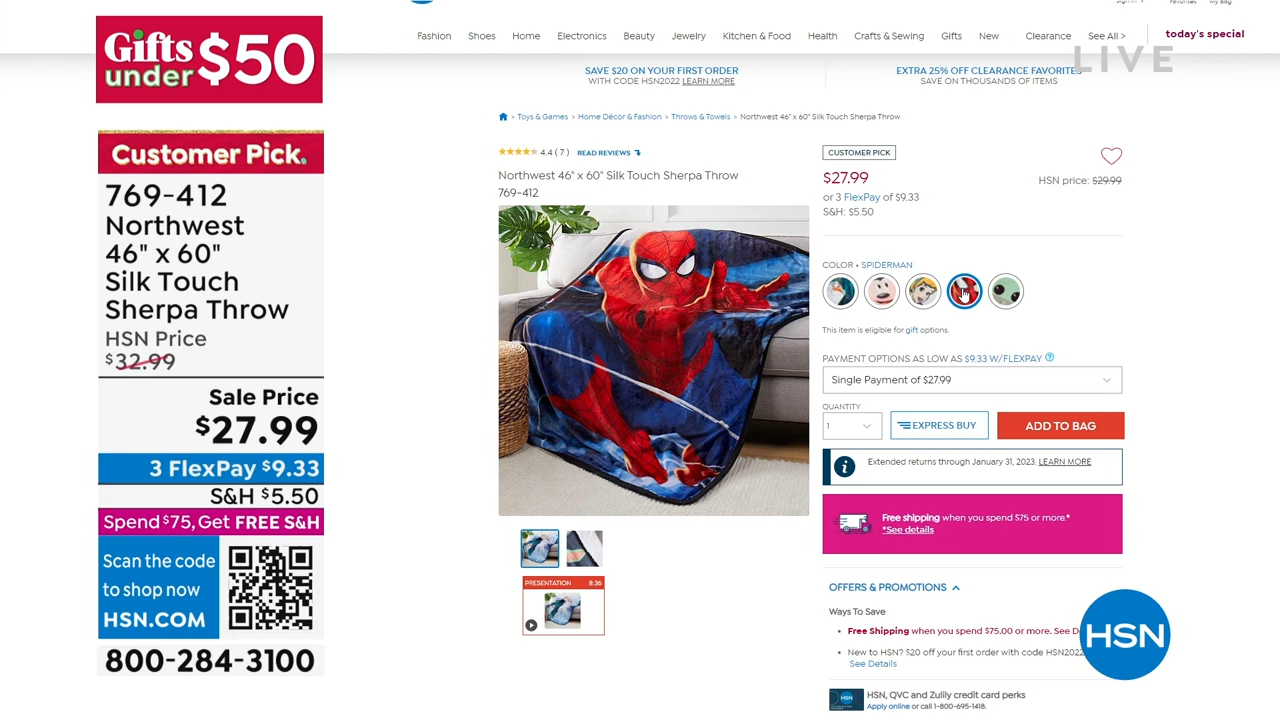 Gifts
under $50
Customer Pick.
769-412
Northwest
46" x 60"
Silk Touch
Sherpa Throw
HSN Price
$32.99
Sale Price
$27.99
3 FlexPay $9.33
S&H $5.50
Spend $75, Get FREE S&H
Scan the code
to shop now
HSN.COM
800-284-3100
Sign In Favorites My Bag
Fashion Shoes Home Electronics Beauty Jewelry Kitchen & Food Health Crafts & Sewing Gifts New Clearance See All > today's special
LIVE
SAVE $20 ON YOUR FIRST ORDER
WITH CODE HSN2022 LEARN MORE
EXTRA 25% OFF CLEARANCE FAVORITES
SAVE ON THOUSANDS OF ITEMS
> Toys & Games > Home Décor & Fashion > Throws & Towels > Northwest 46" x 60" Silk Touch Sherpa Throw
4.4 ( 7 ) READ REVIEWS
Northwest 46" x 60" Silk Touch Sherpa Throw
769-412
PRESENTATION 8:36
CUSTOMER PICK
$27.99
HSN price: $29.99
or 3 FlexPay of $9.33
S&H: $5.50
COLOR • SPIDERMAN
This item is eligible for gift options.
PAYMENT OPTIONS AS LOW AS $9.33 W/FLEXPAY ?
Single Payment of $27.99
QUANTITY
1
EXPRESS BUY
ADD TO BAG
i Extended returns through January 31, 2023. LEARN MORE
Free shipping when you spend $75 or more.*
*See details
OFFERS & PROMOTIONS
Ways To Save
• Free Shipping when you spend $75.00 or more. See D
• New to HSN? $20 off your first order with code HSN2022
See Details
HSN
HSN
HSN, QVC and Zulily credit card perks
Apply online or call 1-800-695-1418.